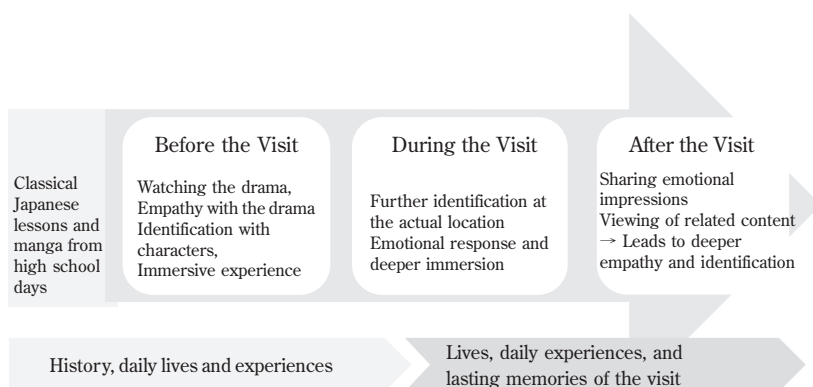 Classical
Japanese
lessons and
manga from
high school
days
Before the Visit
Watching the drama,
Empathy with the drama
Identification with
characters,
Immersive experience
During the Visit
Further identification at
the actual location
Emotional response and
deeper immersion
After the Visit
Sharing emotional
impressions
Viewing of related content
→ Leads to deeper
empathy and identification
History, daily lives and experiences
Lives, daily experiences, and
lasting memories of the visit